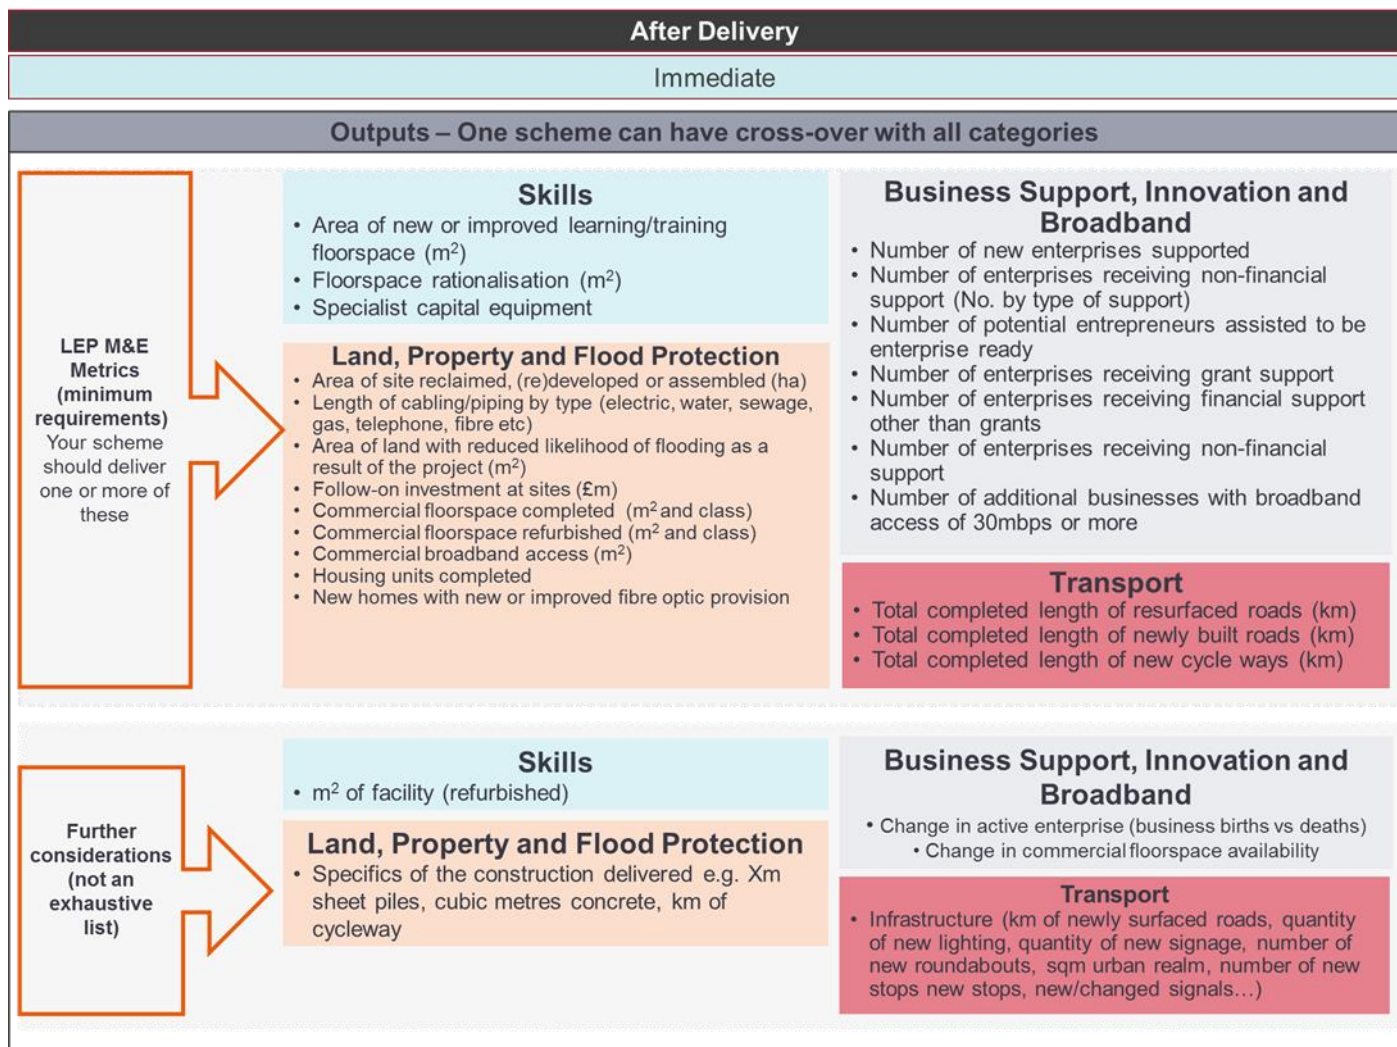 After Delivery
Immediate
Outputs – One scheme can have cross-over with all categories
LEP M&E
Metrics
(minimum
requirements)
Your scheme
should deliver
one or more of
these
Skills
• Area of new or improved learning/training
floorspace (m²)
• Floorspace rationalisation (m²)
• Specialist capital equipment
Land, Property and Flood Protection
• Area of site reclaimed, (re)developed or assembled (ha)
• Length of cabling/piping by type (electric, water, sewage,
gas, telephone, fibre etc)
• Area of land with reduced likelihood of flooding as a
result of the project (m²)
• Follow-on investment at sites (£m)
• Commercial floorspace completed (m² and class)
• Commercial floorspace refurbished (m² and class)
• Commercial broadband access (m²)
• Housing units completed
• New homes with new or improved fibre optic provision
Business Support, Innovation and
Broadband
• Number of new enterprises supported
• Number of enterprises receiving non-financial
support (No. by type of support)
• Number of potential entrepreneurs assisted to be
enterprise ready
• Number of enterprises receiving grant support
• Number of enterprises receiving financial support
other than grants
• Number of enterprises receiving non-financial
support
• Number of additional businesses with broadband
access of 30mbps or more
Transport
• Total completed length of resurfaced roads (km)
• Total completed length of newly built roads (km)
• Total completed length of new cycle ways (km)
Further
considerations
(not an
exhaustive
list)
Skills
• m² of facility (refurbished)
Land, Property and Flood Protection
• Specifics of the construction delivered e.g. Xm
sheet piles, cubic metres concrete, km of
cycleway
Business Support, Innovation and
Broadband
• Change in active enterprise (business births vs deaths)
• Change in commercial floorspace availability
Transport
• Infrastructure (km of newly surfaced roads, quantity
of new lighting, quantity of new signage, number of
new roundabouts, sqm urban realm, number of new
stops new stops, new/changed signals…)